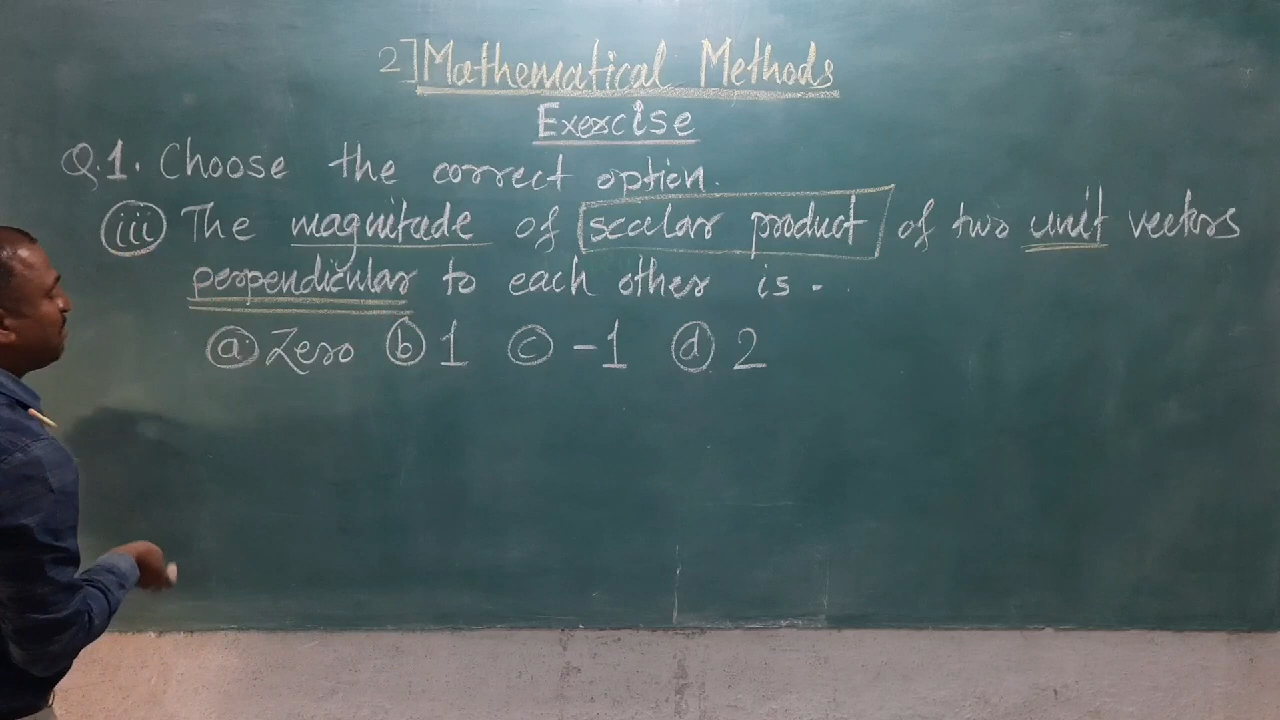 2] Mathematical Methods
Exercise
Q.1. Choose the correct option.
(iii) The magnitude of scalar product of two unit vectors
perpendicular to each other is .
(a) Zero (b) 1 (c) -1 (d) 2